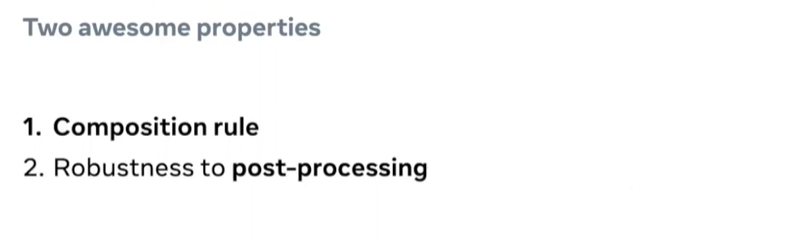 Two awesome properties
1. Composition rule
2. Robustness to post-processing